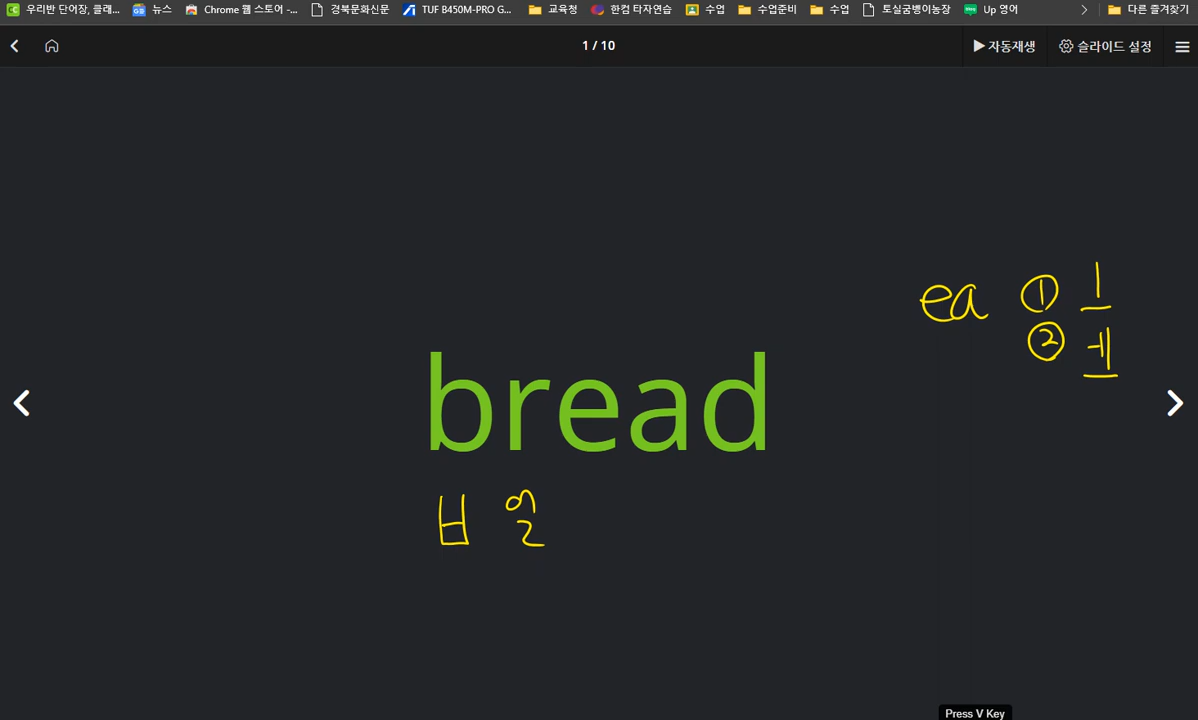 우리반 단어장, 클래... 뉴스 Chrome 웹 스토어 -... 경북문화신문 TUF B450M-PRO G... 교육청 한컴 타자연습 수업 수업준비 수업 토실굼벵이농장 Up 영어 다른 즐겨찾기
1 / 10 자동재생 슬라이드 설정
ea ① ㅣ
② ㅔ
bread
ㅂ 얼
Press V Key